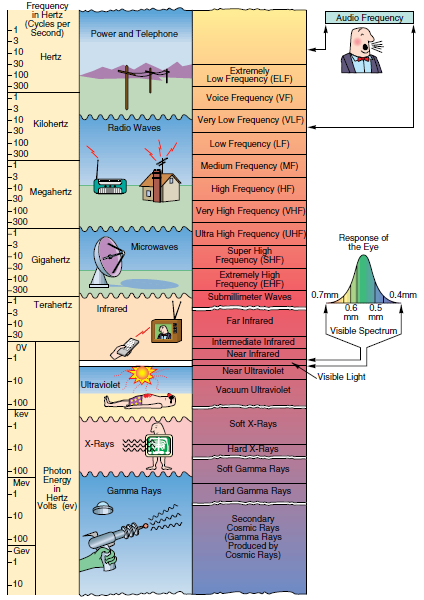 Frequency
in Hertz
(Cycles per
Second)
1
3
10
30
100
300
Hertz
1
3
10
30
100
300
Kilohertz
1
3
10
30
100
300
Megahertz
1
3
10
30
100
300
Gigahertz
1
3
10
30
Terahertz
0V
1
10
100
kev
1
10
100
Mev
1
10
100
Gev
1
10
Photon
Energy
in
Hertz
Volts (ev)
Power and Telephone
Radio Waves
Microwaves
Infrared
Ultraviolet
X-Rays
Gamma Rays
Extremely
Low Frequency (ELF)
Voice Frequency (VF)
Very Low Frequency (VLF)
Low Frequency (LF)
Medium Frequency (MF)
High Frequency (HF)
Very High Frequency (VHF)
Ultra High Frequency (UHF)
Super High
Frequency (SHF)
Extremely High
Frequency (EHF)
Submillimeter Waves
Far Infrared
Intermediate Infrared
Near Infrared
Near Ultraviolet
Vacuum Ultraviolet
Soft X-Rays
Hard X-Rays
Soft Gamma Rays
Hard Gamma Rays
Secondary
Cosmic Rays
(Gamma Rays
Produced by
Cosmic Rays)
Audio Frequency
Response of
the Eye
0.7mm
0.4mm
0.6
mm
0.5
mm
Visible Spectrum
Visible Light